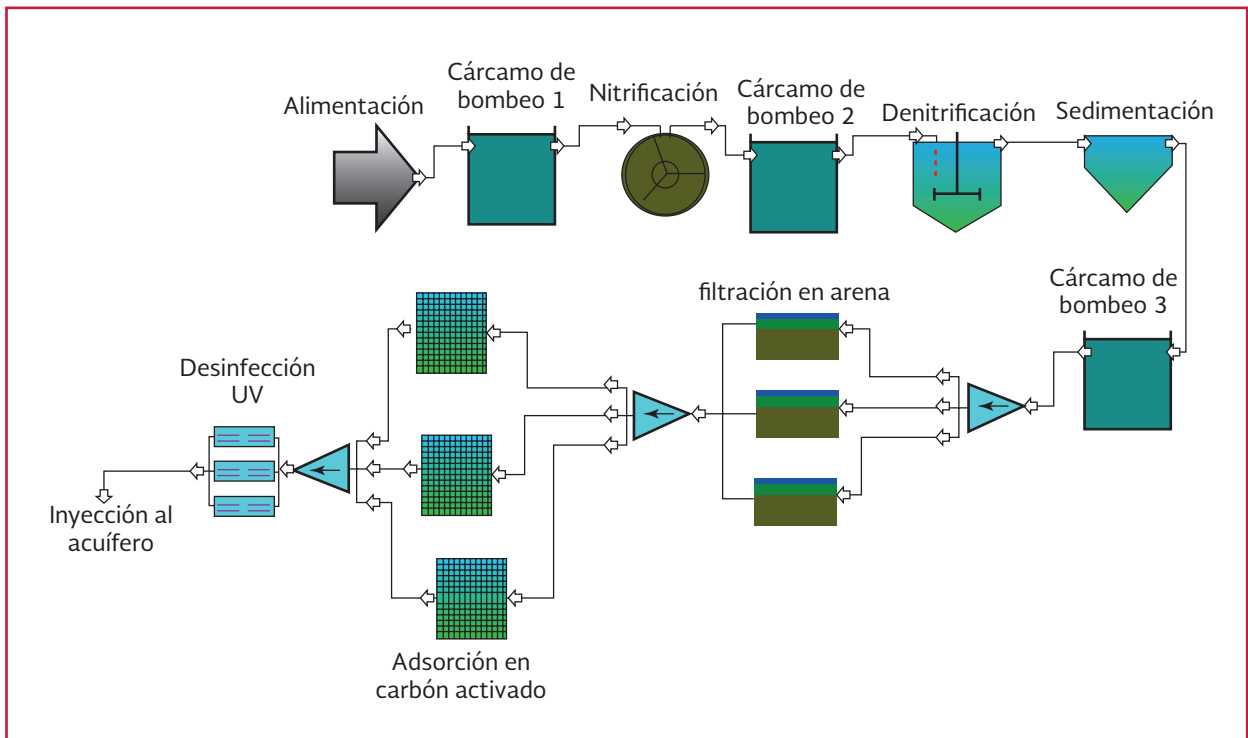 Alimentación
Cárcamo de
bombeo 1
Nitrificación
Cárcamo de
bombeo 2
Denitrificación
Sedimentación
Cárcamo de
bombeo 3
filtración en arena
Desinfección
UV
Inyección al
acuífero
Adsorción en
carbón activado